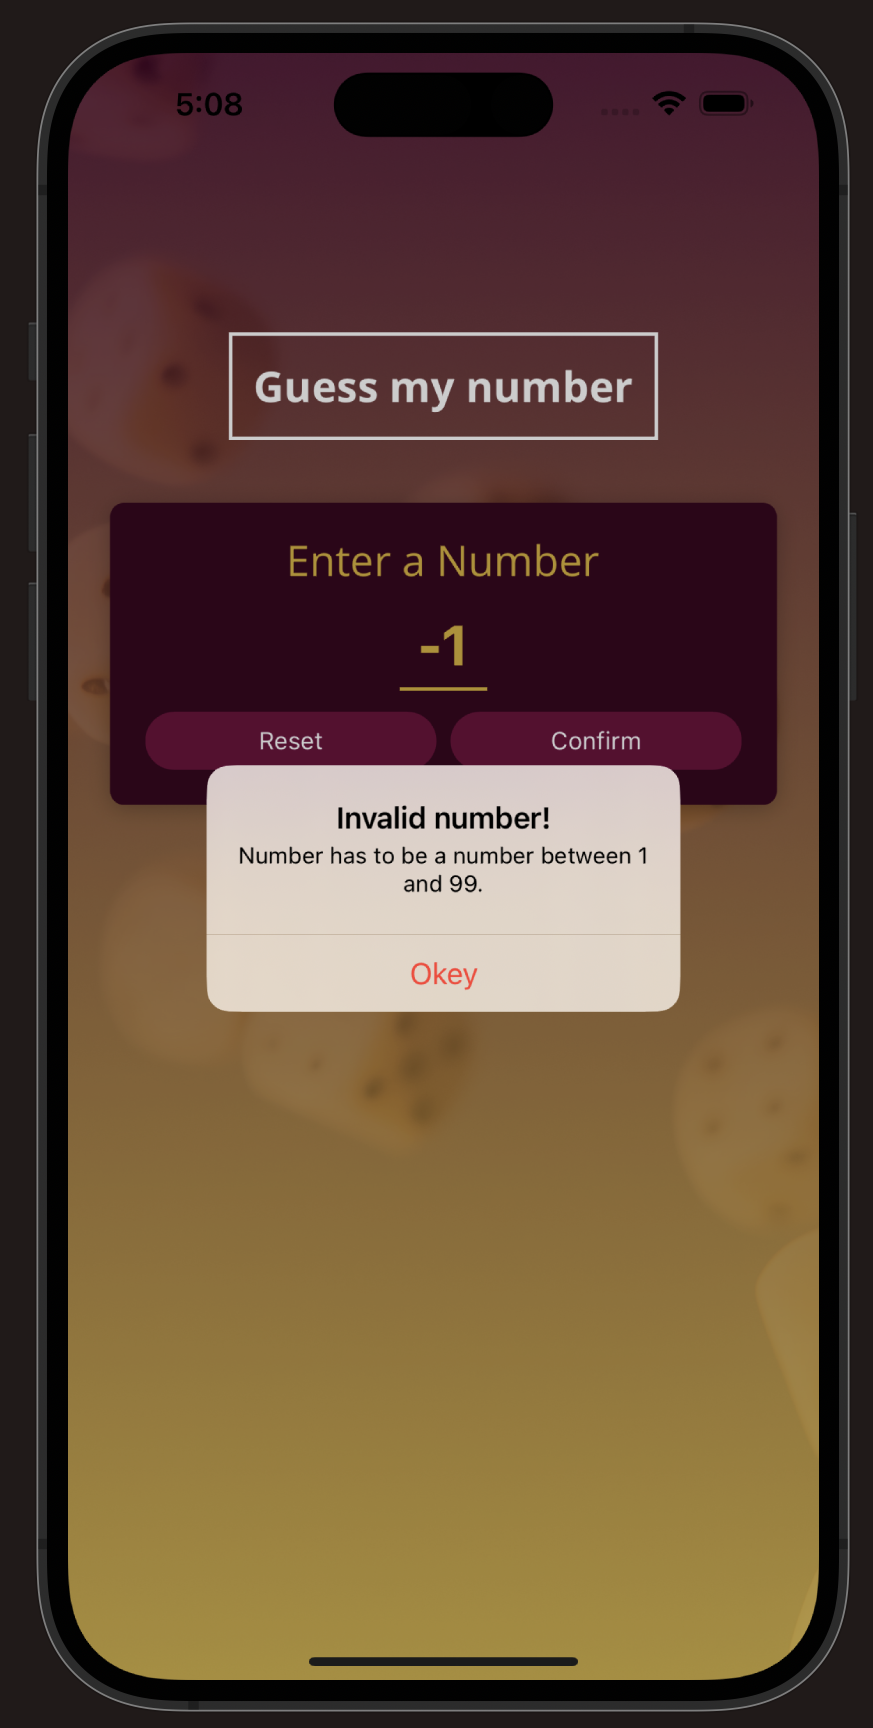 5:08
Guess my number
Enter a Number
-1
Reset
Confirm
Invalid number!
Number has to be a number between 1
and 99.
Okey